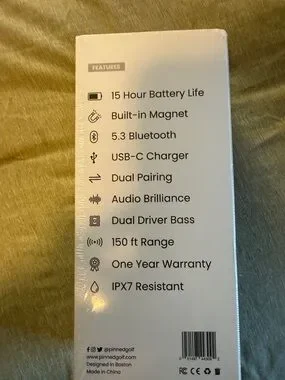 FEATURES
15 Hour Battery Life
Built-in Magnet
5.3 Bluetooth
USB-C Charger
Dual Pairing
Audio Brilliance
Dual Driver Bass
150 ft Range
One Year Warranty
IPX7 Resistant
@pinnedgolf
www.pinnedgolf.com
Designed in Boston
Made in China
FC CE